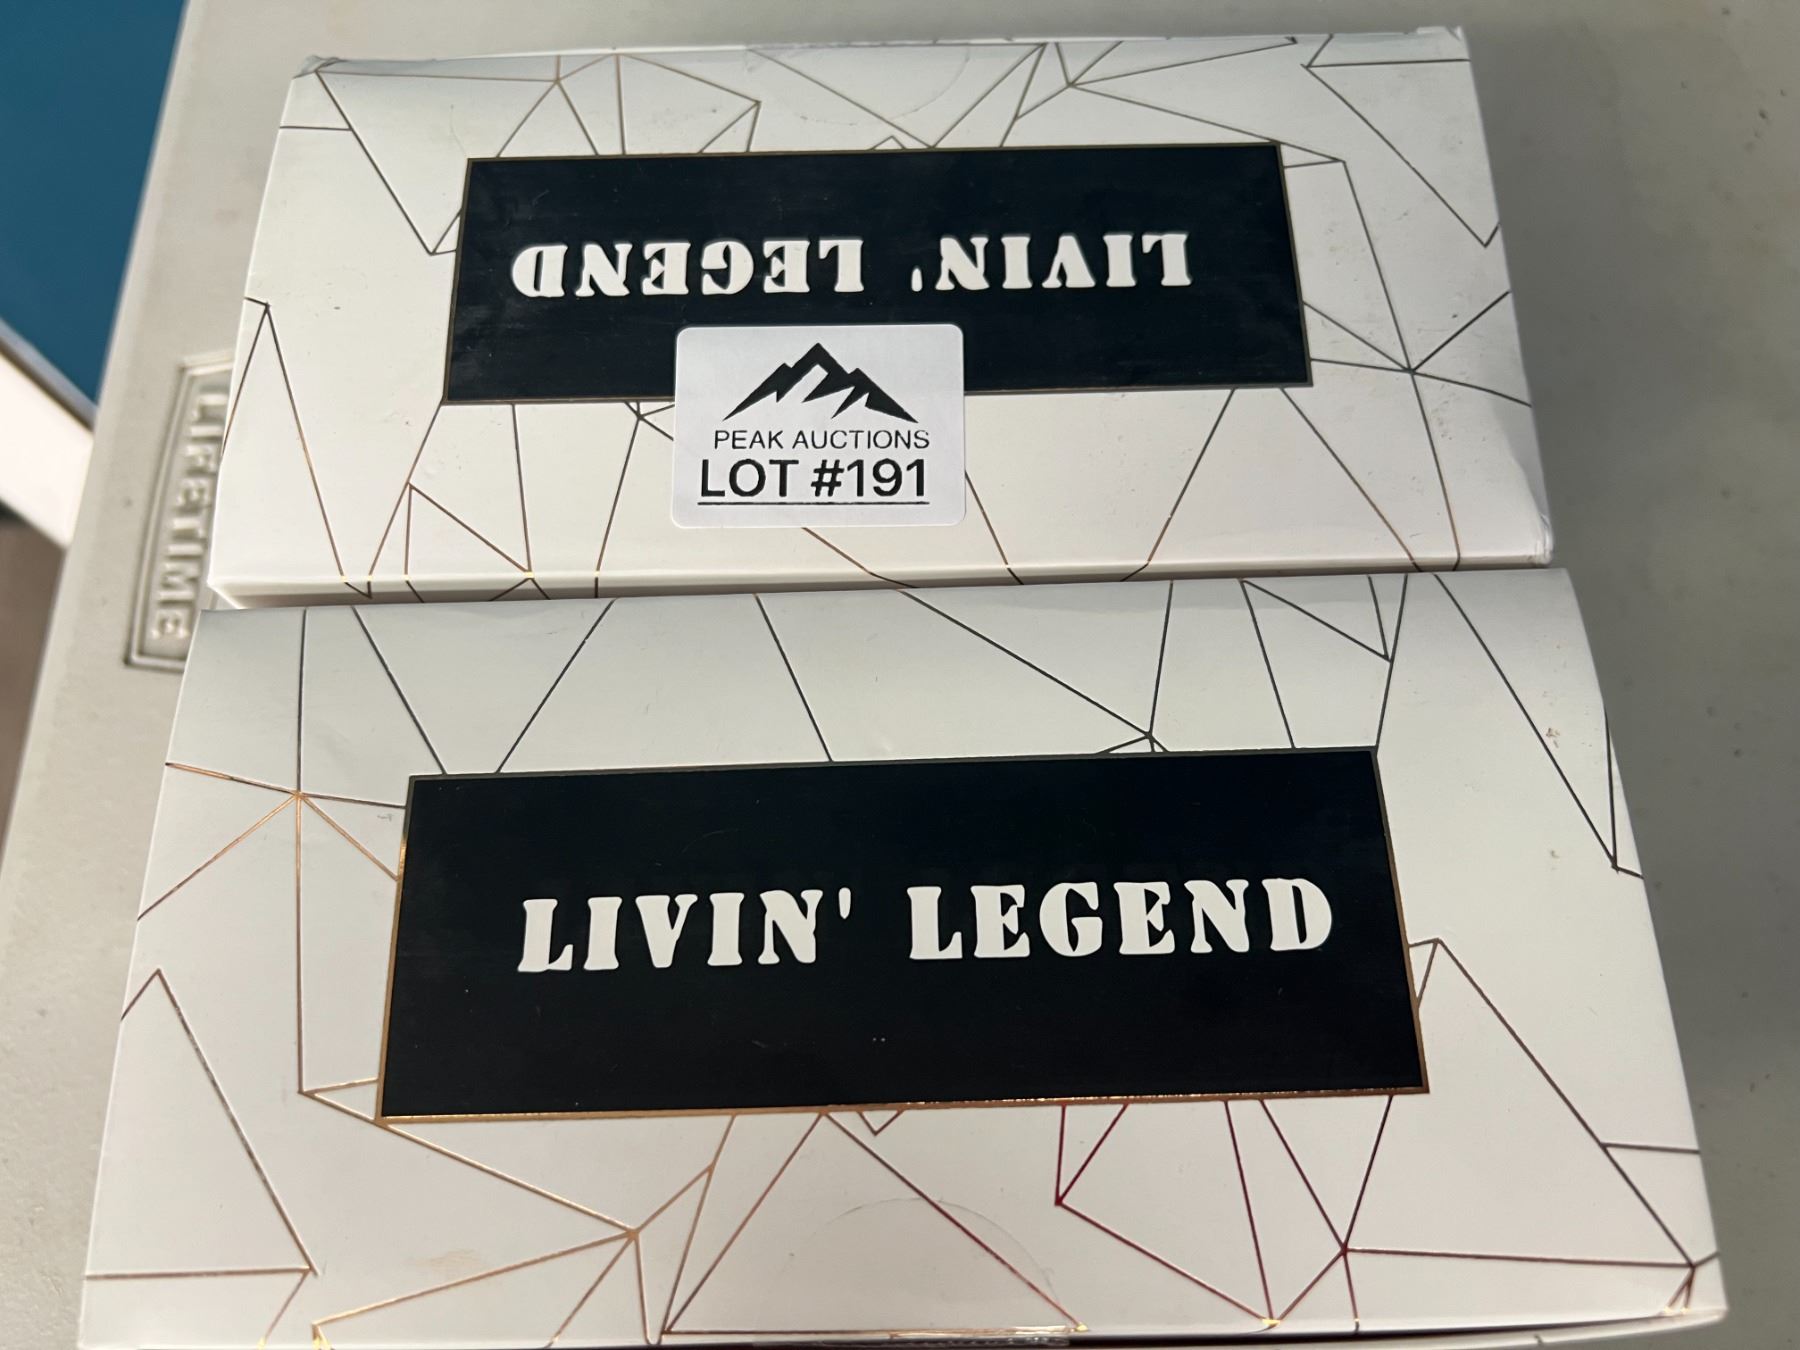 LIVIN' LEGEND
PEAK AUCTIONS
LOT #191
LIFETIME
LIVIN' LEGEND